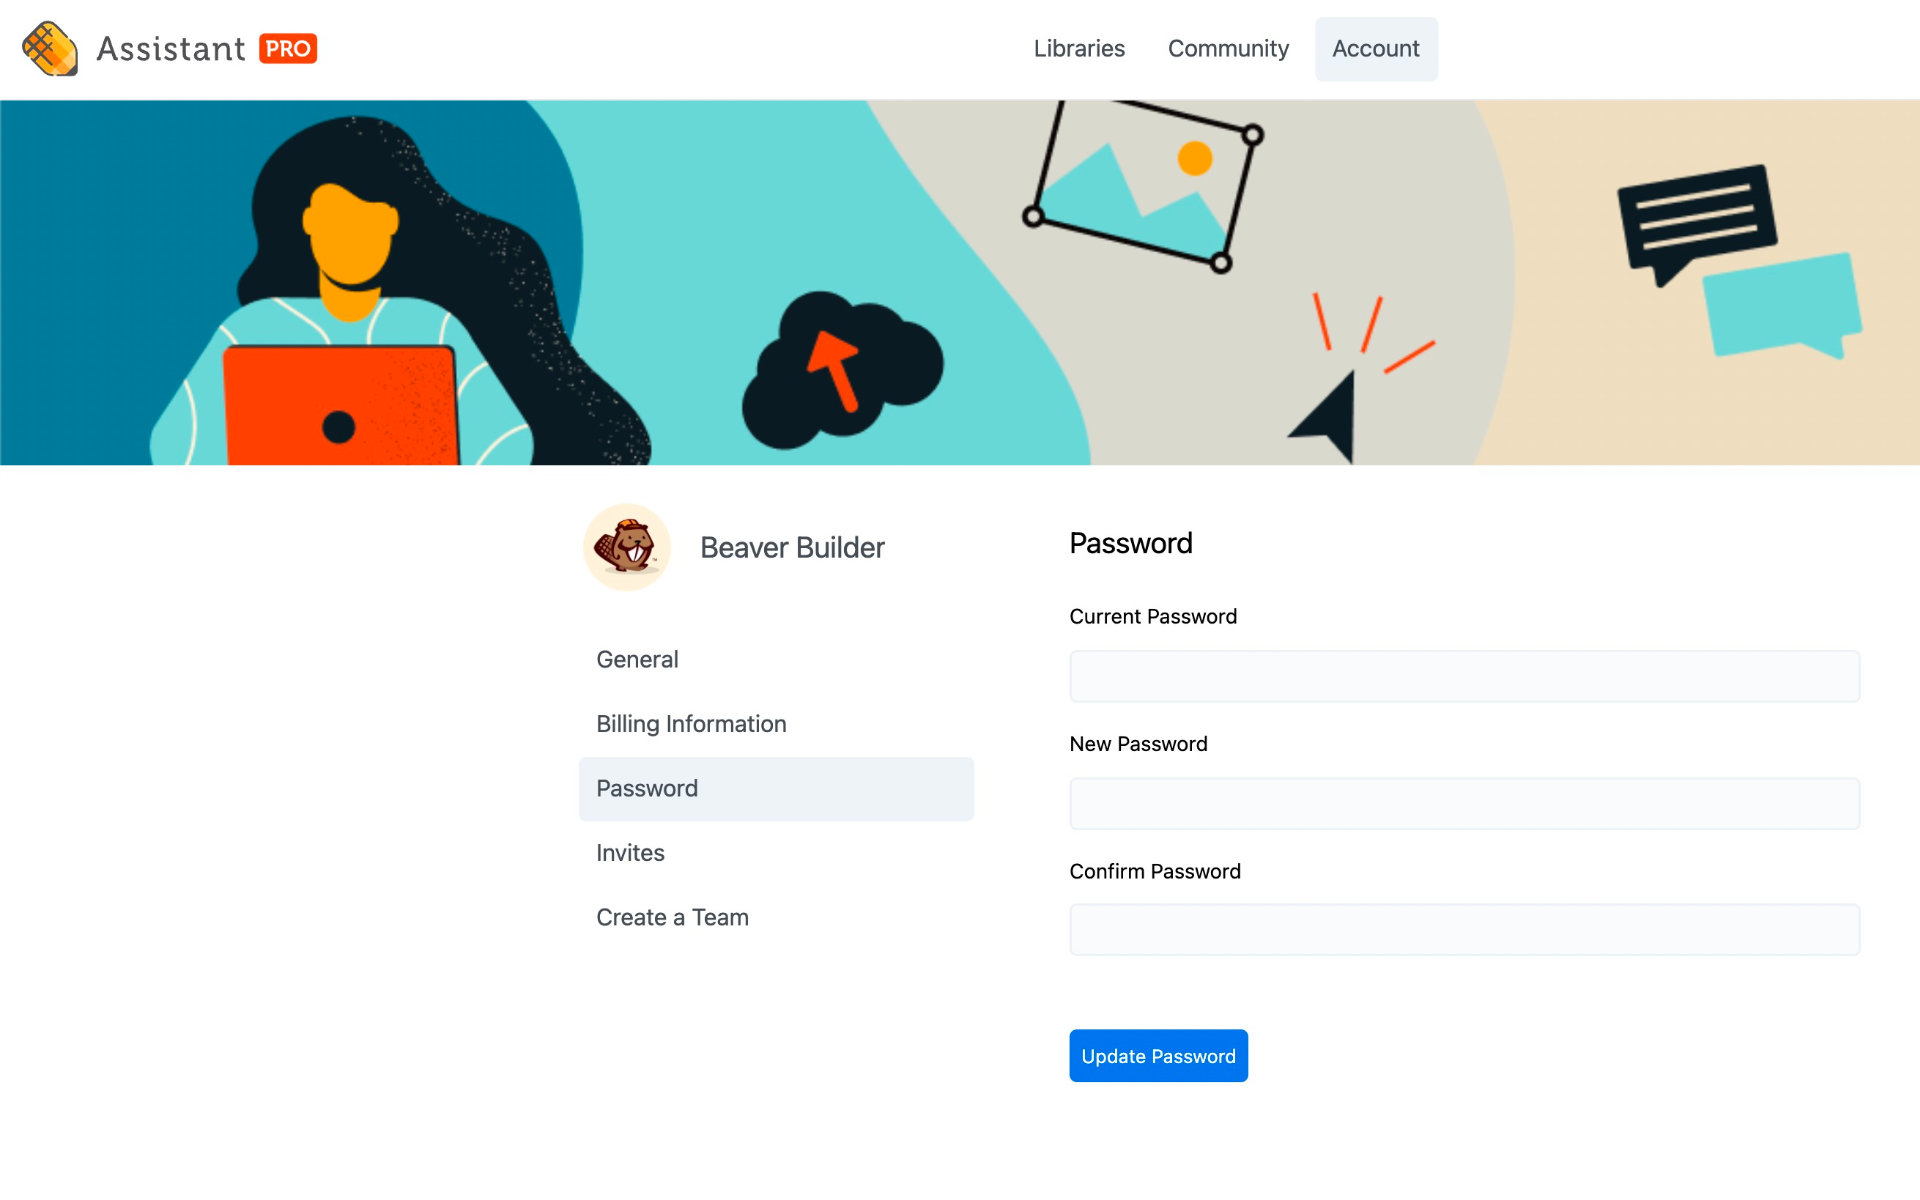 Assistant PRO
Libraries Community Account
Beaver Builder
General
Billing Information
Password
Invites
Create a Team
Password
Current Password
New Password
Confirm Password
Update Password